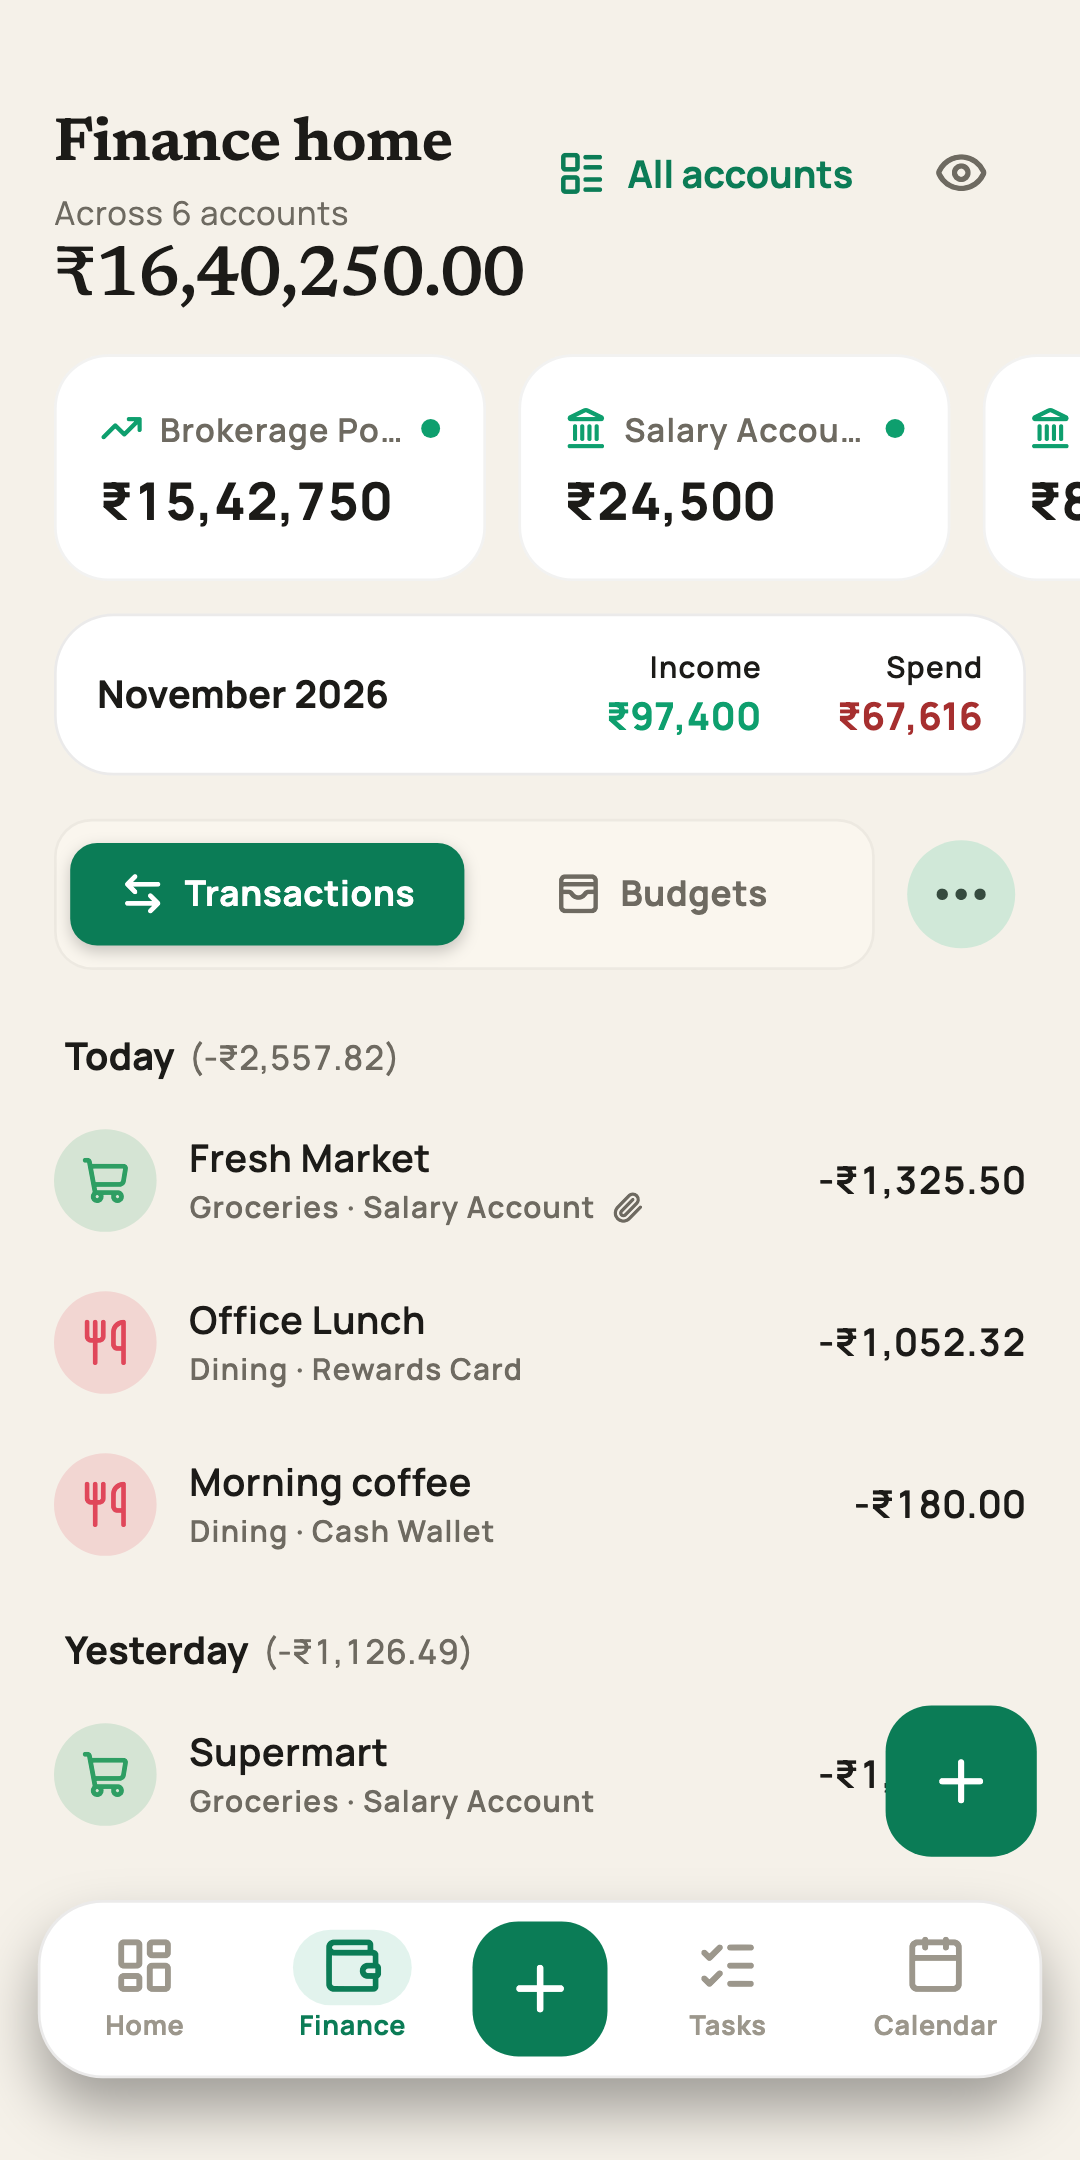 Finance home
All accounts
Across 6 accounts
₹16,40,250.00
Brokerage Po...
₹15,42,750
Salary Accou...
₹24,500
₹8
November 2026
Income
₹97,400
Spend
₹67,616
Transactions
Budgets
Today (-₹2,557.82)
Fresh Market
Groceries · Salary Account
-₹1,325.50
Office Lunch
Dining · Rewards Card
-₹1,052.32
Morning coffee
Dining · Cash Wallet
-₹180.00
Yesterday (-₹1,126.49)
Supermart
Groceries · Salary Account
-₹1,
Home
Finance
Tasks
Calendar